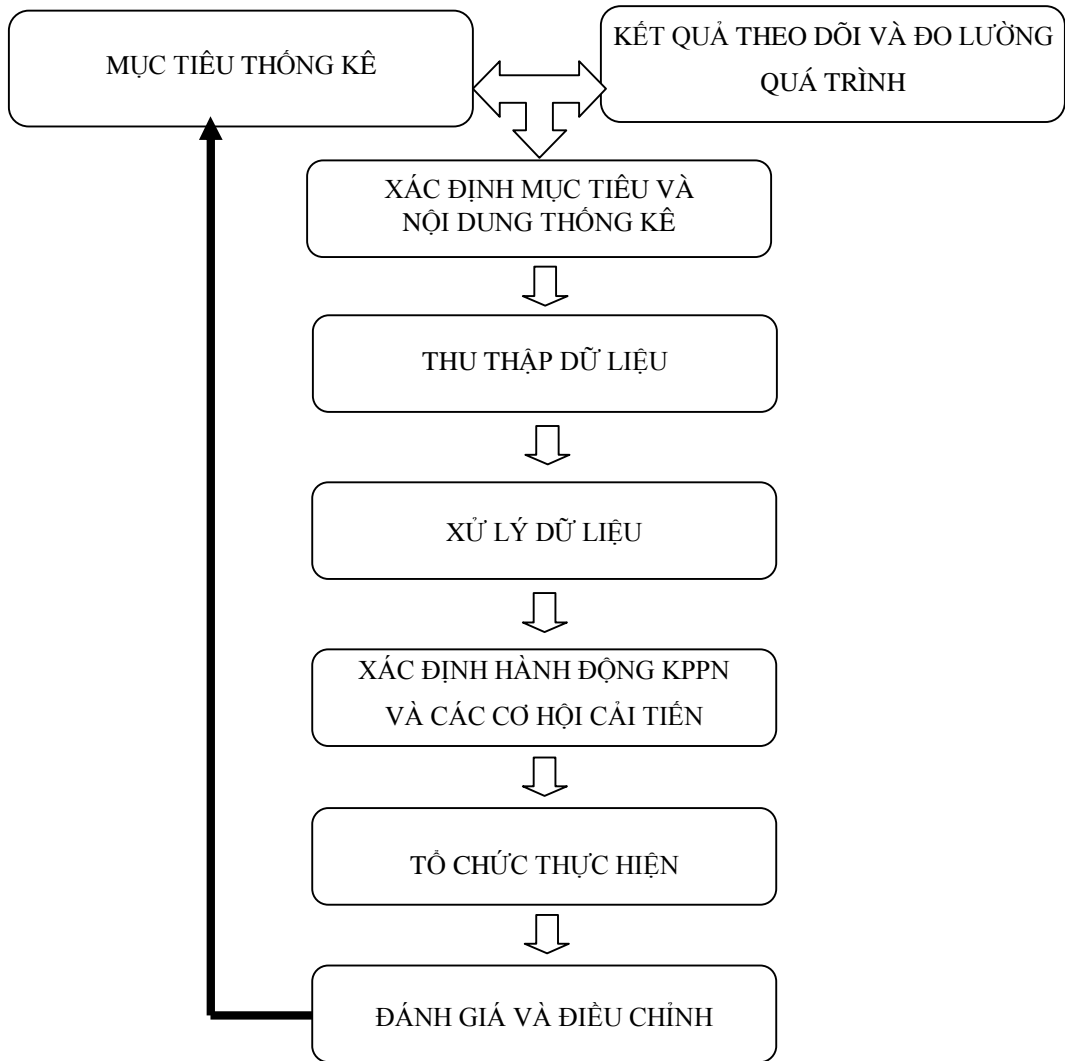 MỤC TIÊU THỐNG KÊ
KẾT QUẢ THEO DÕI VÀ ĐO LƯỜNG
QUÁ TRÌNH
XÁC ĐỊNH MỤC TIÊU VÀ
NỘI DUNG THỐNG KÊ
THU THẬP DỮ LIỆU
XỬ LÝ DỮ LIỆU
XÁC ĐỊNH HÀNH ĐỘNG KPPN
VÀ CÁC CƠ HỘI CẢI TIẾN
TỔ CHỨC THỰC HIỆN
ĐÁNH GIÁ VÀ ĐIỀU CHỈNH